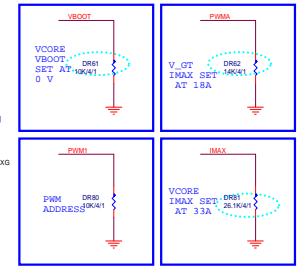 VBOOT
VCORE
VBOOT
SET AT
0 V
DR61
10K/4/1
PWMA
V_GT
IMAX SET
AT 18A
DR62
14K/4/1
XG
PWM1
PWM
ADDRESS
DR80
10K/4/1
IMAX
VCORE
IMAX SET
AT 33A
DR81
26.1K/4/1